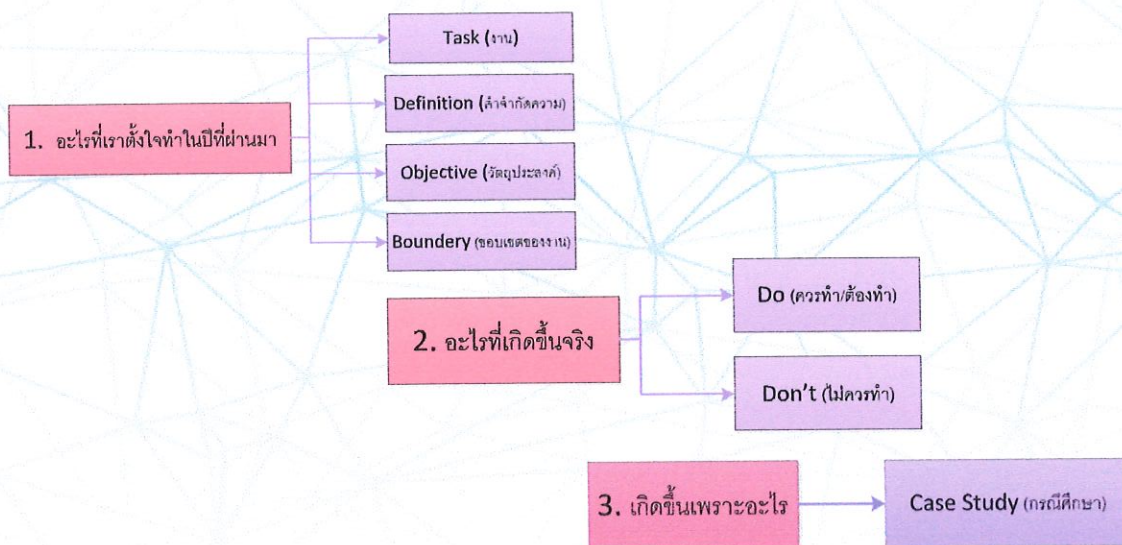 Task (งาน)
Definition (คำจำกัดความ)
1. อะไรที่เราตั้งใจทำในปีที่ผ่านมา
Objective (วัตถุประสงค์)
Boundery (ขอบเขตของงาน)
Do (ควรทำ/ต้องทำ)
2. อะไรที่เกิดขึ้นจริง
Don't (ไม่ควรทำ)
3. เกิดขึ้นเพราะอะไร
Case Study (กรณีศึกษา)